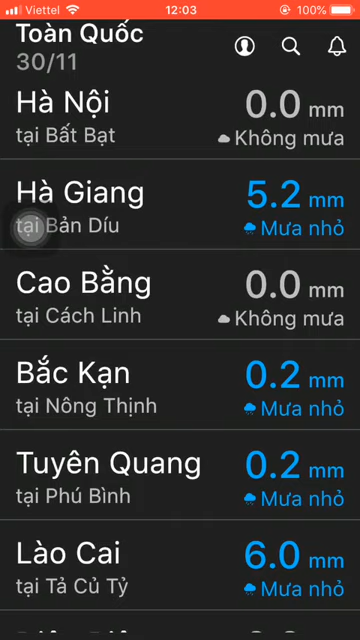 Viettel 12:03 100%
Toàn Quốc
30/11
Hà Nội 0.0 mm
tại Bất Bạt Không mưa
Hà Giang 5.2 mm
tại Bản Díu Mưa nhỏ
Cao Bằng 0.0 mm
tại Cách Linh Không mưa
Bắc Kạn 0.2 mm
tại Nông Thịnh Mưa nhỏ
Tuyên Quang 0.2 mm
tại Phú Bình Mưa nhỏ
Lào Cai 6.0 mm
tại Tả Củ Tỷ Mưa nhỏ